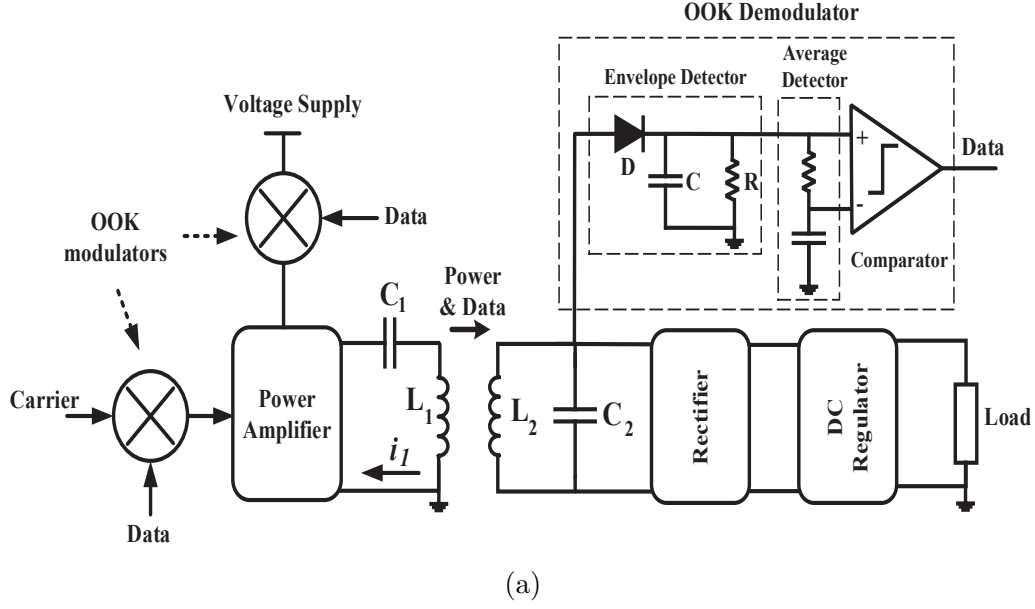 OOK Demodulator
Envelope Detector
Average
Detector
Voltage Supply
D
C
R
+
-
Data
Comparator
Data
OOK
modulators
Power
& Data
C1
L1
i1
L2
C2
Carrier
Power
Amplifier
Rectifier
DC
Regulator
Load
Data
(a)